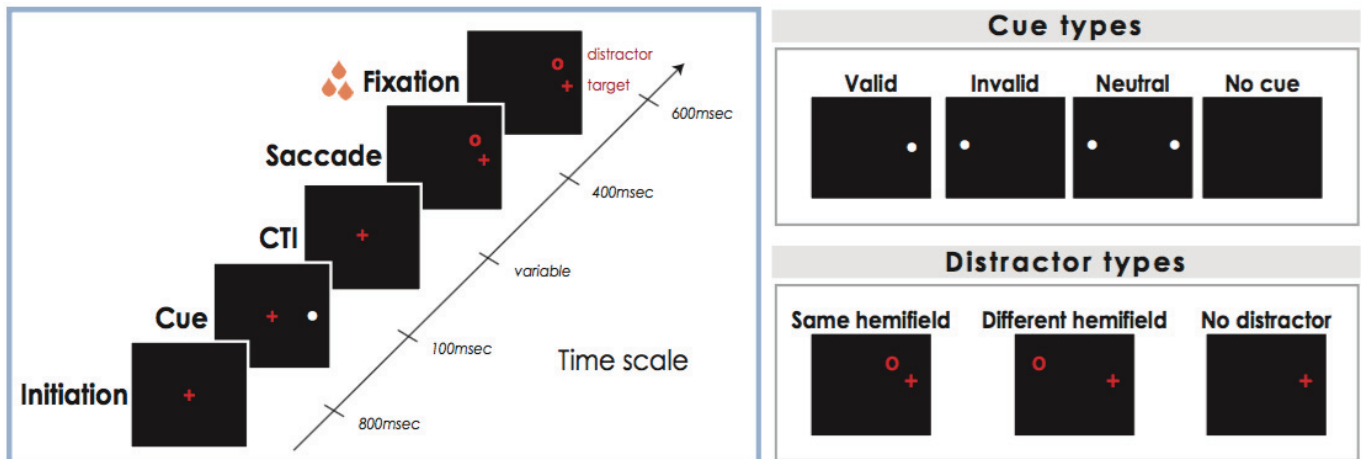 distractor
target
Fixation
600msec
Saccade
400msec
CTI
variable
Cue
100msec
Time scale
Initiation
800msec
Cue types
Valid Invalid Neutral No cue
Distractor types
Same hemifield Different hemifield No distractor